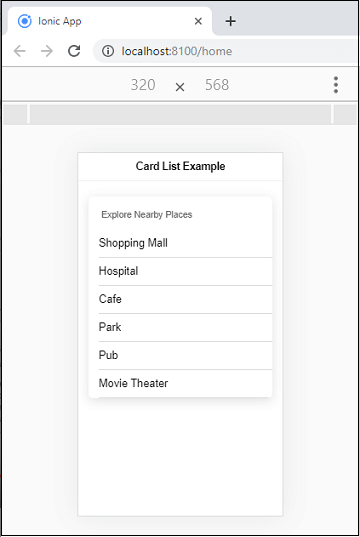 Ionic App
localhost:8100/home
320 × 568
Card List Example
Explore Nearby Places
Shopping Mall
Hospital
Cafe
Park
Pub
Movie Theater